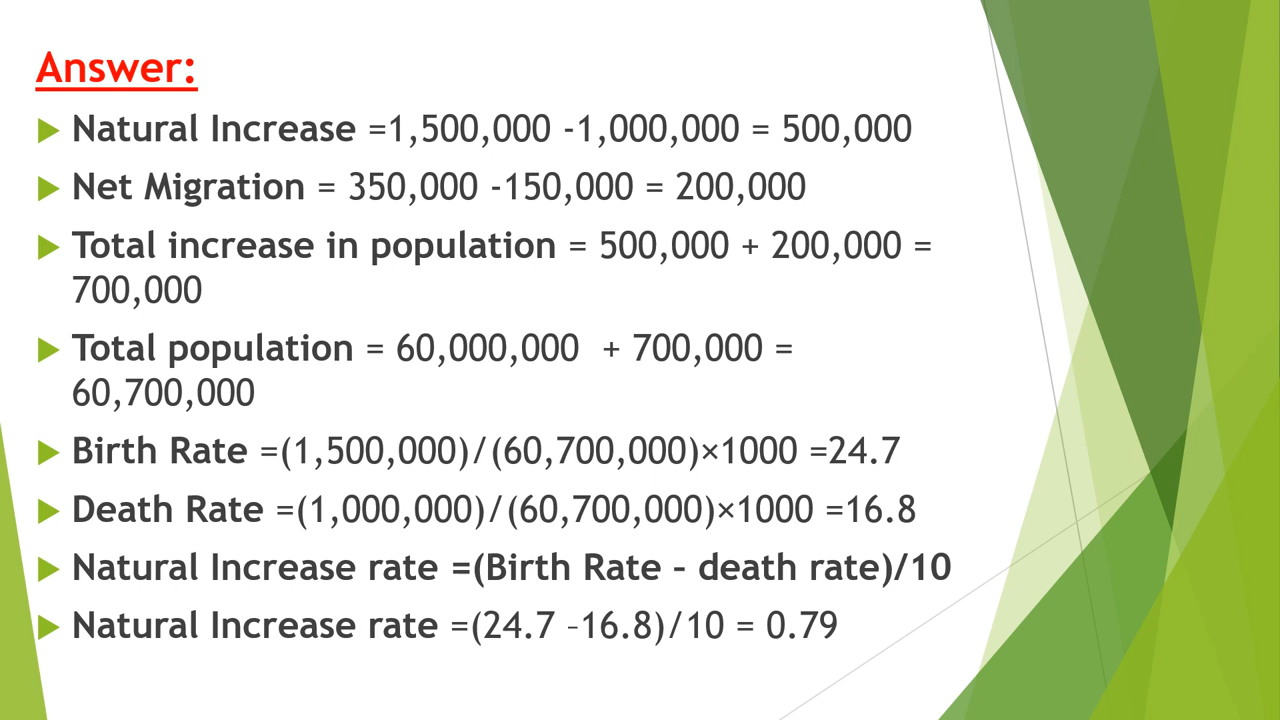 Answer:
Natural Increase =1,500,000 -1,000,000 = 500,000
Net Migration = 350,000 -150,000 = 200,000
Total increase in population = 500,000 + 200,000 =
700,000
Total population = 60,000,000  + 700,000 =
60,700,000
Birth Rate =(1,500,000)/(60,700,000)×1000 =24.7
Death Rate =(1,000,000)/(60,700,000)×1000 =16.8
Natural Increase rate =(Birth Rate – death rate)/10
Natural Increase rate =(24.7 –16.8)/10 = 0.79